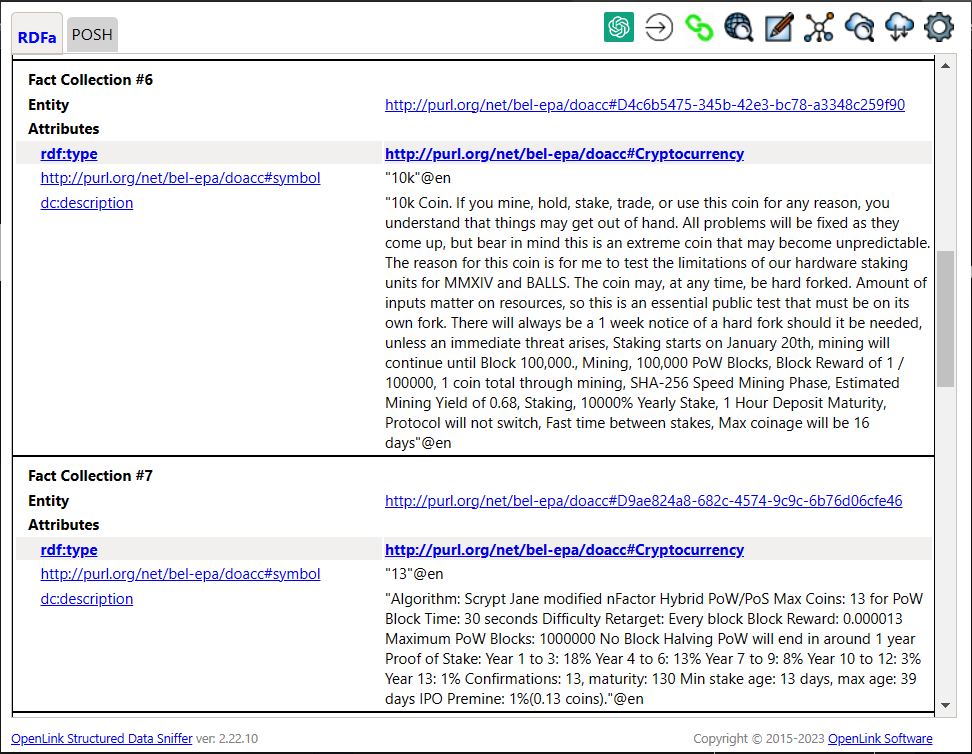 RDFa POSH
Fact Collection #6
Entity http://purl.org/net/bel-epa/doacc#D4c6b5475-345b-42e3-bc78-a3348c259f90
Attributes
rdf:type http://purl.org/net/bel-epa/doacc#Cryptocurrency
http://purl.org/net/bel-epa/doacc#symbol "10k"@en
dc:description "10k Coin. If you mine, hold, stake, trade, or use this coin for any reason, you
understand that things may get out of hand. All problems will be fixed as they
come up, but bear in mind this is an extreme coin that may become unpredictable.
The reason for this coin is for me to test the limitations of our hardware staking
units for MMXIV and BALLS. The coin may, at any time, be hard forked. Amount of
inputs matter on resources, so this is an essential public test that must be on its
own fork. There will always be a 1 week notice of a hard fork should it be needed,
unless an immediate threat arises, Staking starts on January 20th, mining will
continue until Block 100,000., Mining, 100,000 PoW Blocks, Block Reward of 1 /
100000, 1 coin total through mining, SHA-256 Speed Mining Phase, Estimated
Mining Yield of 0.68, Staking, 10000% Yearly Stake, 1 Hour Deposit Maturity,
Protocol will not switch, Fast time between stakes, Max coinage will be 16
days"@en
Fact Collection #7
Entity http://purl.org/net/bel-epa/doacc#D9ae824a8-682c-4574-9c9c-6b76d06cfe46
Attributes
rdf:type http://purl.org/net/bel-epa/doacc#Cryptocurrency
http://purl.org/net/bel-epa/doacc#symbol "13"@en
dc:description "Algorithm: Scrypt Jane modified nFactor Hybrid PoW/PoS Max Coins: 13 for PoW
Block Time: 30 seconds Difficulty Retarget: Every block Block Reward: 0.000013
Maximum PoW Blocks: 1000000 No Block Halving PoW will end in around 1 year
Proof of Stake: Year 1 to 3: 18% Year 4 to 6: 13% Year 7 to 9: 8% Year 10 to 12: 3%
Year 13: 1% Confirmations: 13, maturity: 130 Min stake age: 13 days, max age: 39
days IPO Premine: 1%(0.13 coins)."@en
OpenLink Structured Data Sniffer ver: 2.22.10 Copyright © 2015-2023 OpenLink Software